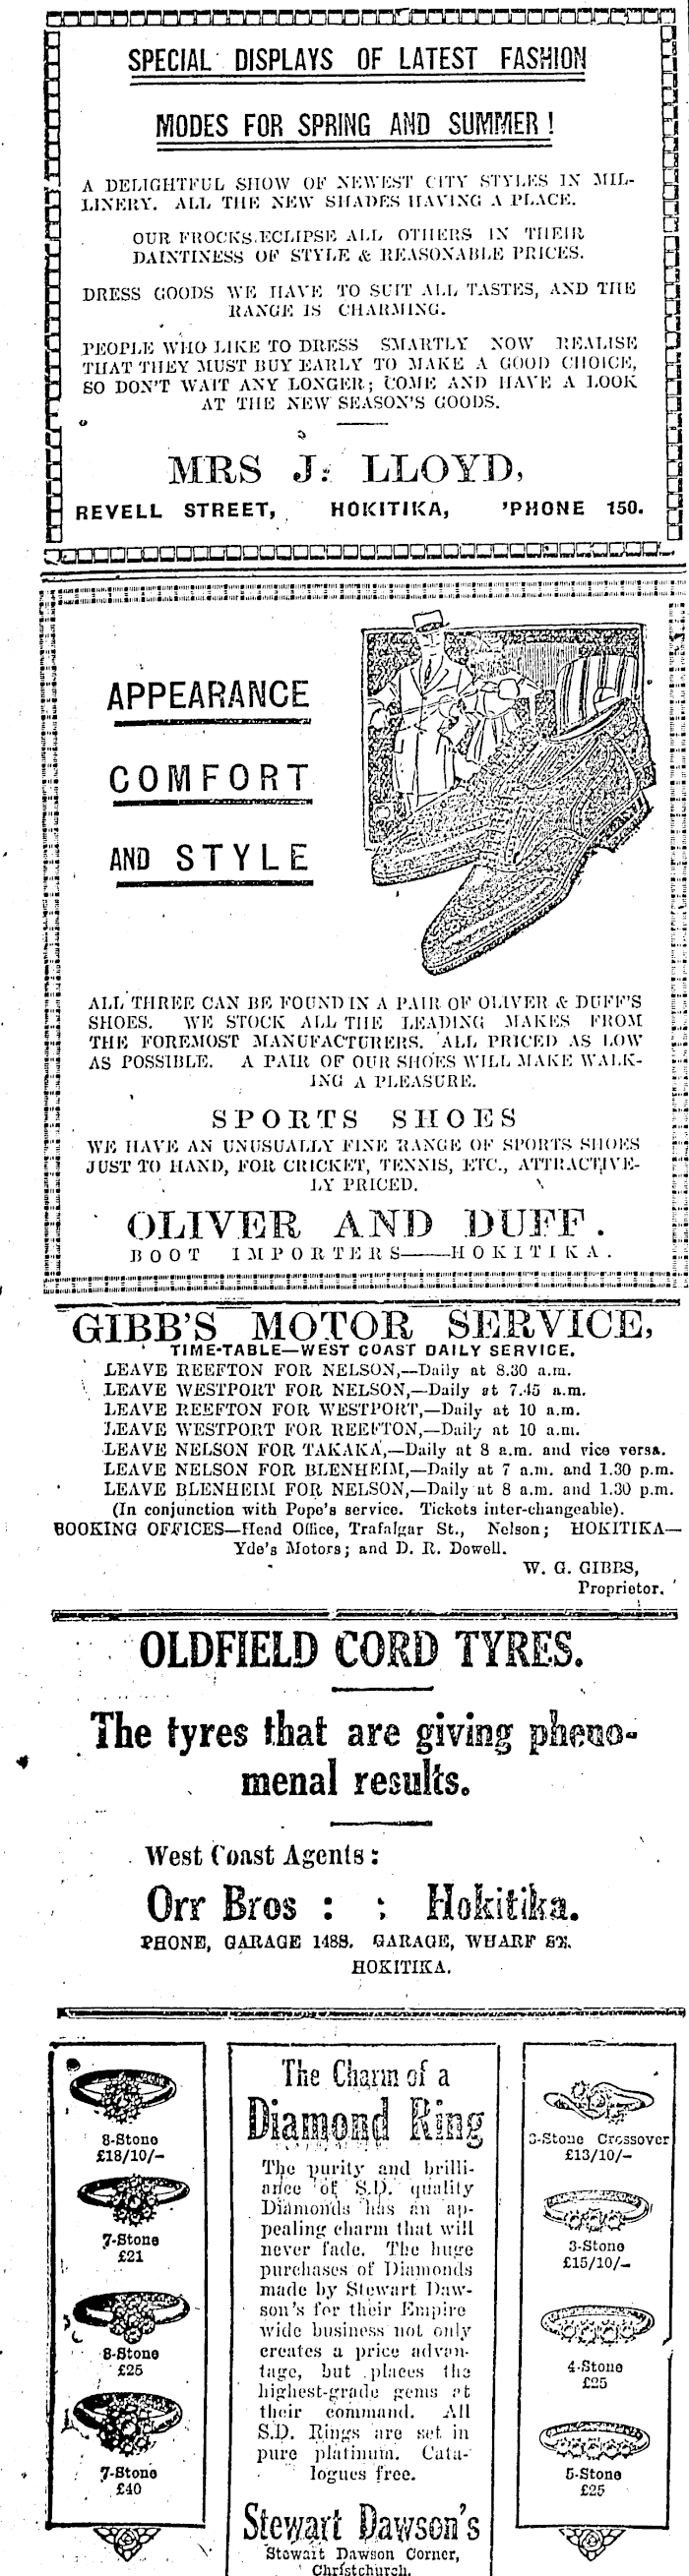 SPECIAL DISPLAYS OF LATEST FASHION
MODES FOR SPRING AND SUMMER!
A DELIGHTFUL SHOW OF NEWEST CITY STYLES IN MIL-
LINERY. ALL THE NEW SHADES HAVING A PLACE.
OUR FROCKS ECLIPSE ALL OTHERS IN THEIR
DAINTINESS OF STYLE & REASONABLE PRICES.
DRESS GOODS WE HAVE TO SUIT ALL TASTES, AND THE
RANGE IS CHARMING.
PEOPLE WHO LIKE TO DRESS SMARTLY NOW REALISE
THAT THEY MUST BUY EARLY TO MAKE A GOOD CHOICE,
SO DON'T WAIT ANY LONGER; COME AND HAVE A LOOK
AT THE NEW SEASON'S GOODS.
MRS J. LLOYD,
REVELL STREET, HOKITIKA, 'PHONE 150.
APPEARANCE
COMFORT
AND STYLE
ALL THREE CAN BE FOUND IN A PAIR OF OLIVER & DUFF'S
SHOES. WE STOCK ALL THE LEADING MAKES FROM
THE FOREMOST MANUFACTURERS. ALL PRICED AS LOW
AS POSSIBLE. A PAIR OF OUR SHOES WILL MAKE WALK-
ING A PLEASURE.
SPORTS SHOES
WE HAVE AN UNUSUALLY FINE RANGE OF SPORTS SHOES
JUST TO HAND, FOR CRICKET, TENNIS, ETC., ATTRACTIVE-
LY PRICED.
OLIVER AND DUFF.
BOOT IMPORTERS——HOKITIKA.
GIBB'S MOTOR SERVICE,
TIME-TABLE—WEST COAST DAILY SERVICE.
LEAVE REEFTON FOR NELSON,—Daily at 8.30 a.m.
LEAVE WESTPORT FOR NELSON,—Daily at 7.45 a.m.
LEAVE REEFTON FOR WESTPORT,—Daily at 10 a.m.
LEAVE WESTPORT FOR REEFTON,—Daily at 10 a.m.
LEAVE NELSON FOR TAKAKA,—Daily at 8 a.m. and vice versa.
LEAVE NELSON FOR BLENHEIM,—Daily at 7 a.m. and 1.30 p.m.
LEAVE BLENHEIM FOR NELSON,—Daily at 8 a.m. and 1.30 p.m.
(In conjunction with Pope's service. Tickets inter-changeable).
BOOKING OFFICES—Head Office, Trafalgar St., Nelson; HOKITIKA—
Yde's Motors; and D. R. Dowell.
W. G. GIBBS,
Proprietor.
OLDFIELD CORD TYRES.
The tyres that are giving pheno-
menal results.
West Coast Agents:
Orr Bros : : Hokitika.
PHONE, GARAGE 1488. GARAGE, WHARF ST.
HOKITIKA.
8-Stone
£18/10/-
7-Stone
£21
8-Stone
£25
7-Stone
£40
The Charm of a
Diamond Ring
The purity and brilli-
ance of S.D. quality
Diamonds has an ap-
pealing charm that will
never fade. The huge
purchases of Diamonds
made by Stewart Daw-
son's for their Empire
wide business not only
creates a price advan-
tage, but places the
highest-grade gems at
their command. All
S.D. Rings are set in
pure platinum. Cata-
logues free.
Stewart Dawson's
Stewart Dawson Corner,
Christchurch.
3-Stone Crossover
£13/10/-
3-Stone
£15/10/-
4-Stone
£25
5-Stone
£25